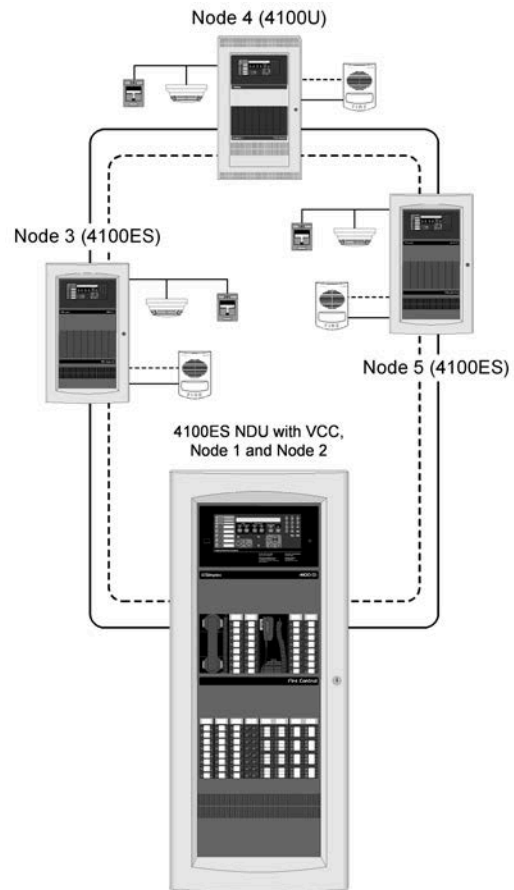 Node 4 (4100U)
FIRE
Node 3 (4100ES)
FIRE
FIRE
Node 5 (4100ES)
4100ES NDU with VCC,
Node 1 and Node 2
Fire Control